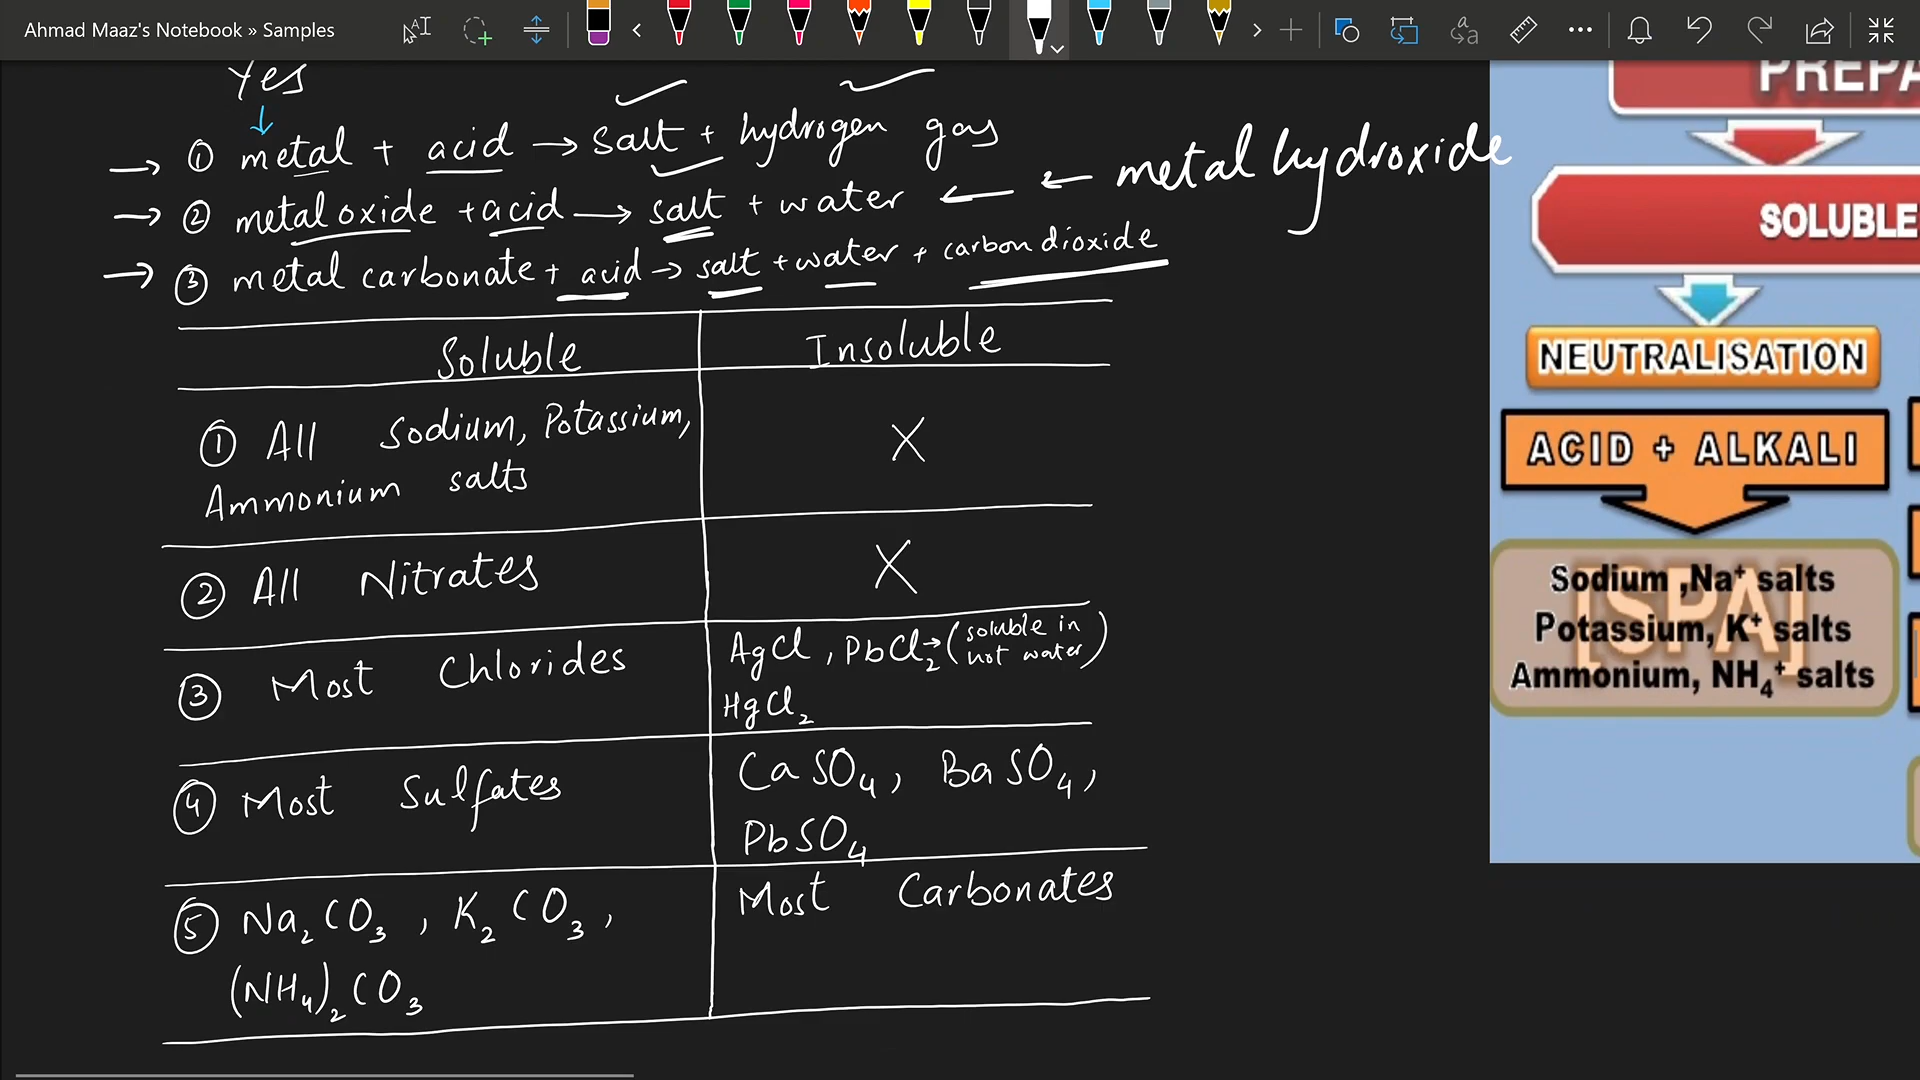 Ahmad Maaz's Notebook » Samples
Yes
① metal + acid → salt + hydrogen gas
② metal oxide + acid → salt + water ← ← metal hydroxide
③ metal carbonate + acid → salt + water + carbon dioxide
Soluble Insoluble
① All Sodium, Potassium, X
Ammonium salts
② All Nitrates X
③ Most Chlorides AgCl, PbCl₂ → (soluble in hot water)
HgCl₂
④ Most Sulfates CaSO₄, BaSO₄,
PbSO₄
⑤ Na₂CO₃, K₂CO₃, Most Carbonates
(NH₄)₂CO₃
SOLUBLE
NEUTRALISATION
ACID + ALKALI
[SPA]
Sodium ,Na⁺ salts
Potassium, K⁺ salts
Ammonium, NH₄⁺ salts